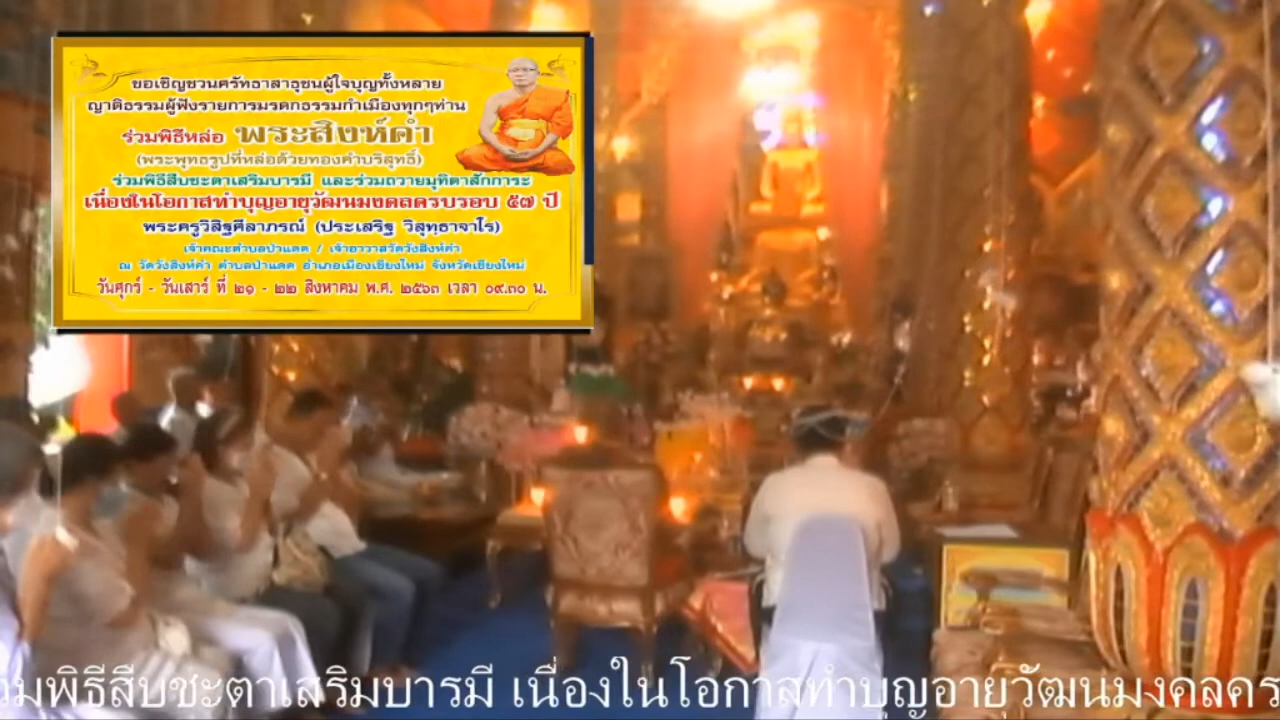 ขอเชิญชวนศรัทธาสาธุชนผู้ใจบุญทั้งหลาย
ญาติธรรมผู้ฟังรายการมรดกธรรมกำเมืองทุกๆท่าน
ร่วมพิธีหล่อ พระสิงห์คำ
(พระพุทธรูปที่หล่อด้วยทองคำบริสุทธิ์)
ร่วมพิธีสืบชะตาเสริมบารมี และร่วมถวายมุทิตาสักการะ
เนื่องในโอกาสทำบุญอายุวัฒนมงคลครบรอบ ๕๗ ปี
พระครูวิสิฐศีลาภรณ์ (ประเสริฐ วิสุทฺธาจาโร)
เจ้าคณะตำบลป่าแดด / เจ้าอาวาสวัดวังสิงห์คำ
ณ วัดวังสิงห์คำ ตำบลป่าแดด อำเภอเมืองเชียงใหม่ จังหวัดเชียงใหม่
วันศุกร์ - วันเสาร์ ที่ ๒๑ - ๒๒ สิงหาคม พ.ศ. ๒๕๖๓ เวลา ๐๙.๓๐ น.
วมพิธีสืบชะตาเสริมบารมี เนื่องในโอกาสทำบุญอายุวัฒนมงคลคร